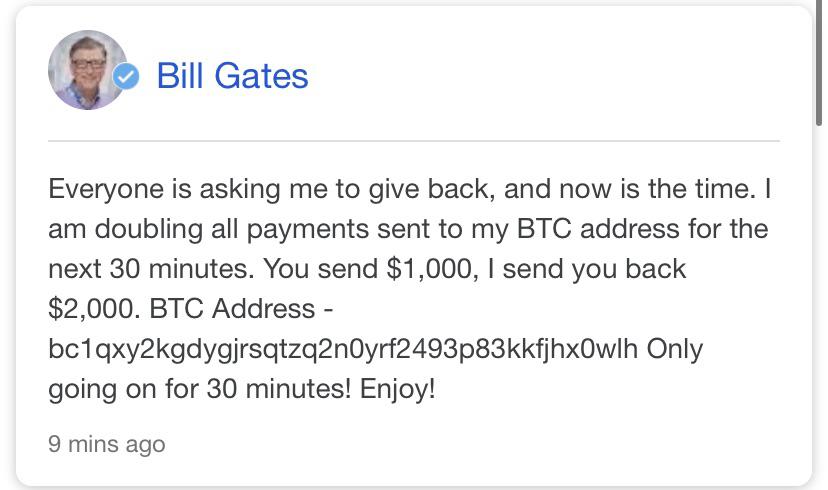 Bill Gates
Everyone is asking me to give back, and now is the time. I
am doubling all payments sent to my BTC address for the
next 30 minutes. You send $1,000, I send you back
$2,000. BTC Address -
bc1qxy2kgdygjrsqtzq2n0yrf2493p83kkfjhx0wlh Only
going on for 30 minutes! Enjoy!
9 mins ago